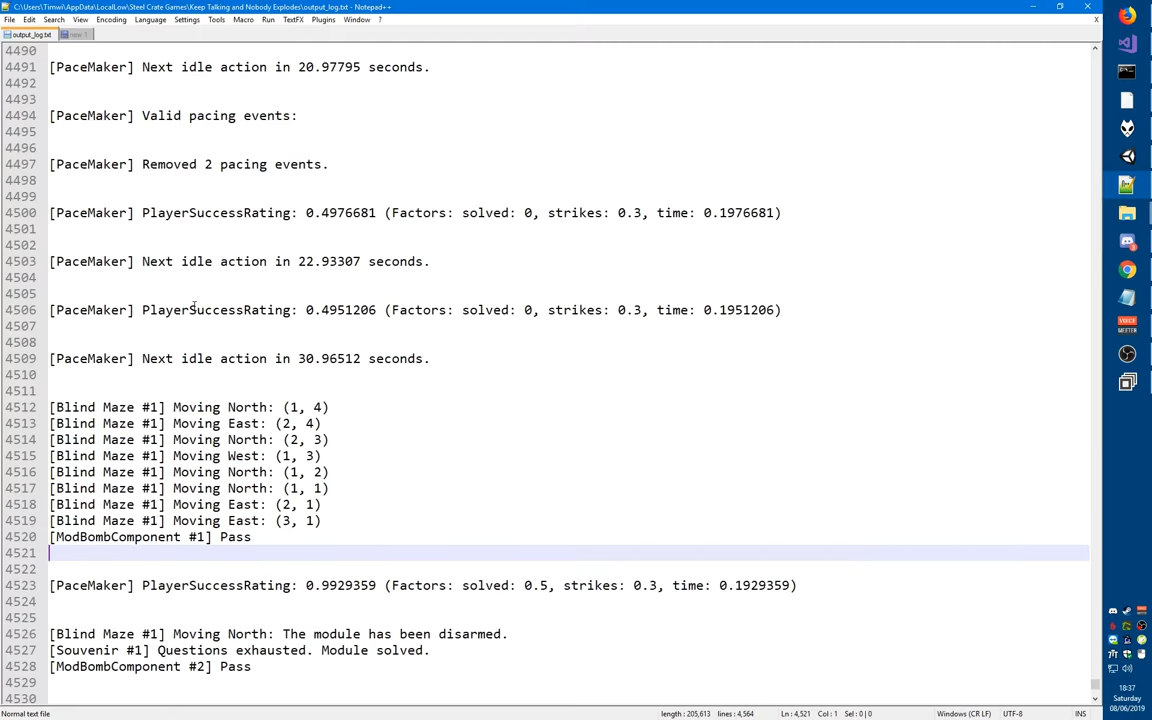 C:\Users\Timwi\AppData\LocalLow\Steel Crate Games\Keep Talking and Nobody Explodes\output_log.txt - Notepad++
File Edit Search View Encoding Language Settings Tools Macro Run TextFX Plugins Window ?
X
output_log.txt new 1
4490
4491 [PaceMaker] Next idle action in 20.97795 seconds.
4492
4493
4494 [PaceMaker] Valid pacing events:
4495
4496
4497 [PaceMaker] Removed 2 pacing events.
4498
4499
4500 [PaceMaker] PlayerSuccessRating: 0.4976681 (Factors: solved: 0, strikes: 0.3, time: 0.1976681)
4501
4502
4503 [PaceMaker] Next idle action in 22.93307 seconds.
4504
4505
4506 [PaceMaker] PlayerSuccessRating: 0.4951206 (Factors: solved: 0, strikes: 0.3, time: 0.1951206)
4507
4508
4509 [PaceMaker] Next idle action in 30.96512 seconds.
4510
4511
4512 [Blind Maze #1] Moving North: (1, 4)
4513 [Blind Maze #1] Moving East: (2, 4)
4514 [Blind Maze #1] Moving North: (2, 3)
4515 [Blind Maze #1] Moving West: (1, 3)
4516 [Blind Maze #1] Moving North: (1, 2)
4517 [Blind Maze #1] Moving North: (1, 1)
4518 [Blind Maze #1] Moving East: (2, 1)
4519 [Blind Maze #1] Moving East: (3, 1)
4520 [ModBombComponent #1] Pass
4521
4522
4523 [PaceMaker] PlayerSuccessRating: 0.9929359 (Factors: solved: 0.5, strikes: 0.3, time: 0.1929359)
4524
4525
4526 [Blind Maze #1] Moving North: The module has been disarmed.
4527 [Souvenir #1] Questions exhausted. Module solved.
4528 [ModBombComponent #2] Pass
4529
4530
Normal text file length : 205,613 lines : 4,564 Ln : 4,521 Col : 1 Sel : 0 | 0 Windows (CR LF) UTF-8 INS
VOICE
MEETER
18:37
Saturday
08/06/2019